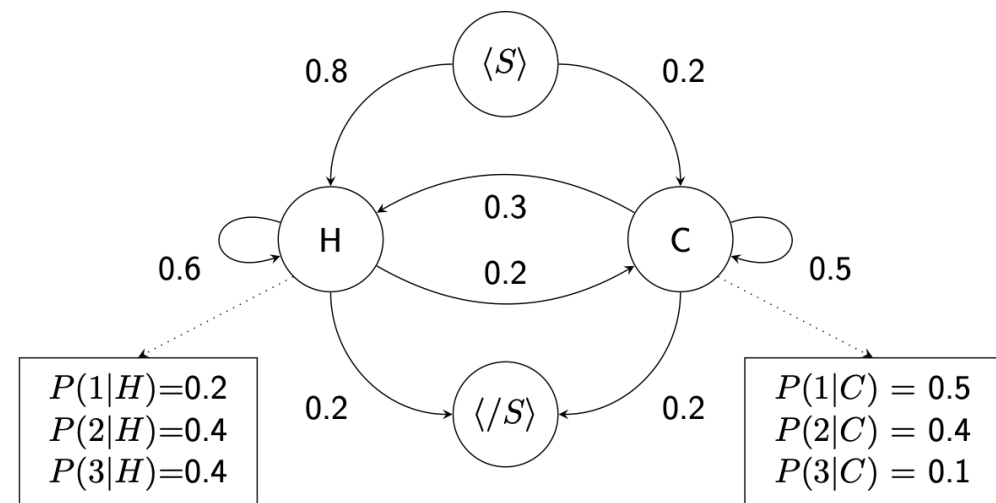 ⟨S⟩
0.8
0.2
0.3
H
C
0.6
0.2
0.5
P(1|H)=0.2
P(2|H)=0.4
P(3|H)=0.4
0.2
⟨/S⟩
0.2
P(1|C) = 0.5
P(2|C) = 0.4
P(3|C) = 0.1